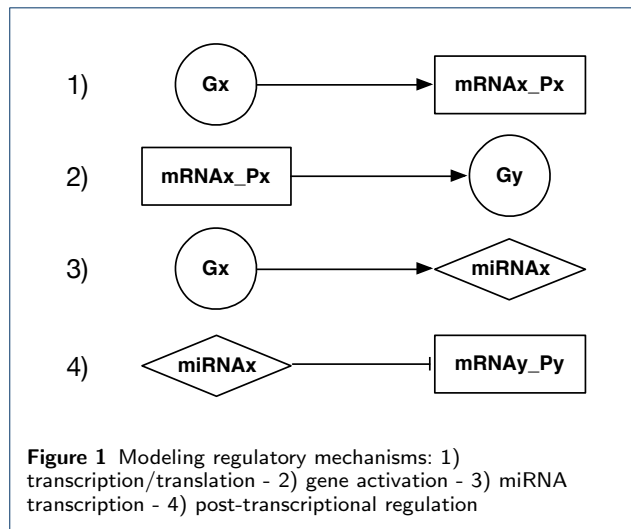 1) Gx mRNAx_Px
2) mRNAx_Px Gy
3) Gx miRNAx
4) miRNAx mRNAy_Py
Figure 1 Modeling regulatory mechanisms: 1)
transcription/translation - 2) gene activation - 3) miRNA
transcription - 4) post-transcriptional regulation